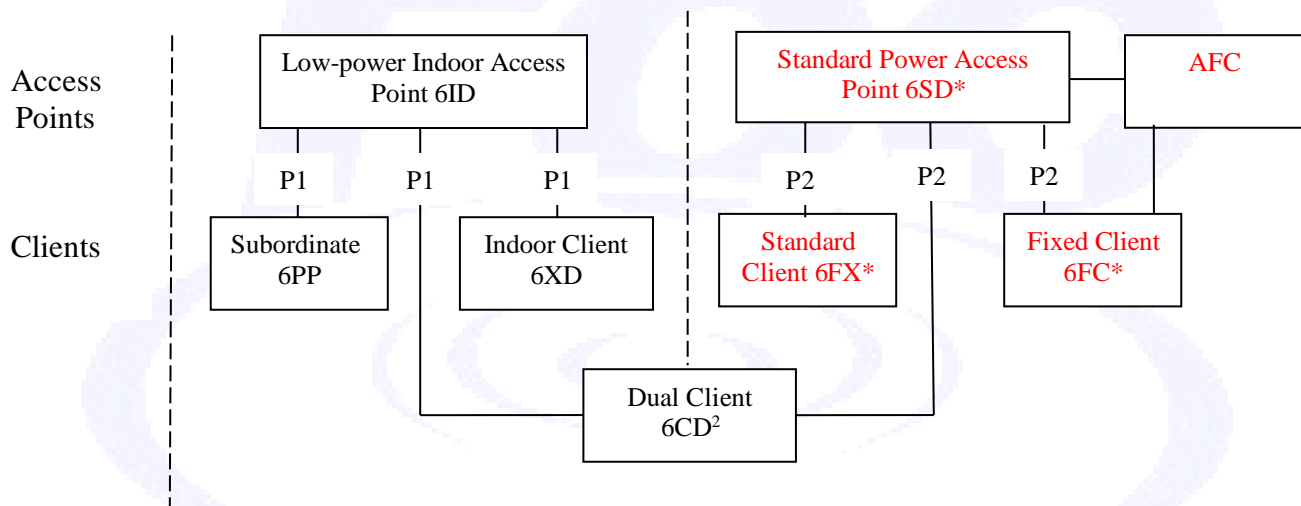 Access
Points
Low-power Indoor Access
Point 6ID
Standard Power Access
Point 6SD*
AFC
P1
P1
P1
P2
P2
P2
Clients
Subordinate
6PP
Indoor Client
6XD
Standard
Client 6FX*
Fixed Client
6FC*
Dual Client
6CD²